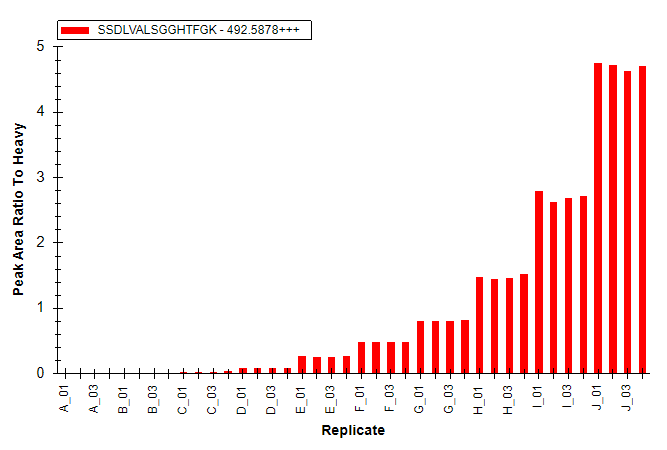 SSDLVALSGGHTFGK - 492.5878+++
5
4
3
2
1
0
Peak Area Ratio To Heavy
A_01
A_03
B_01
B_03
C_01
C_03
D_01
D_03
E_01
E_03
F_01
F_03
G_01
G_03
H_01
H_03
I_01
I_03
J_01
J_03
Replicate